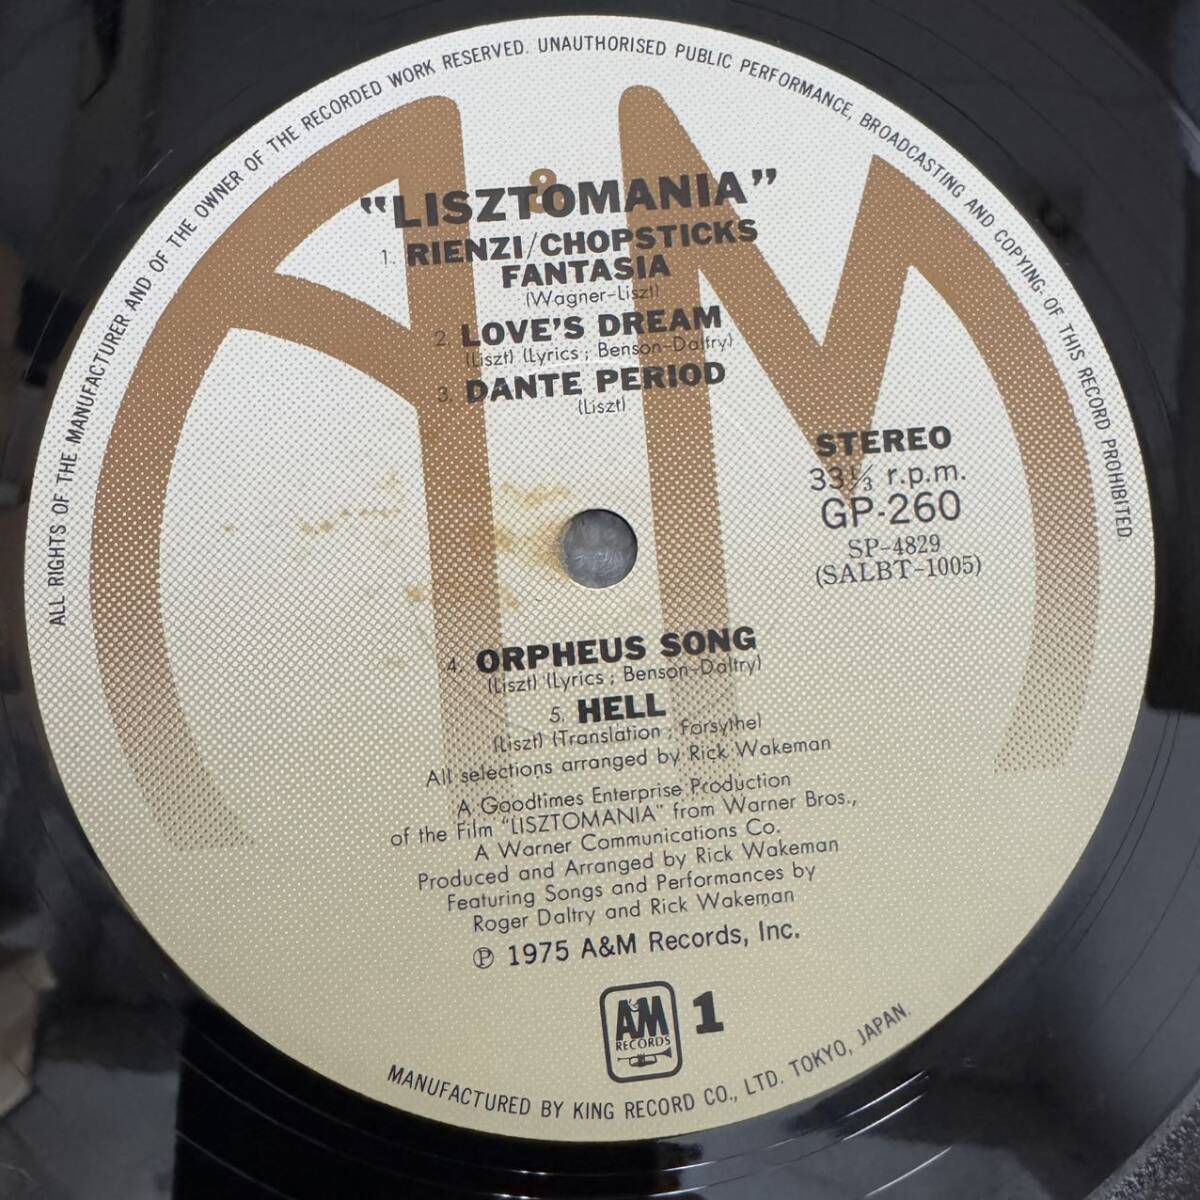 ALL RIGHTS OF THE MANUFACTURER AND OF THE OWNER OF THE RECORDED WORK RESERVED. UNAUTHORISED PUBLIC PERFORMANCE, BROADCASTING AND COPYING OF THIS RECORD PROHIBITED.
A&M
"LISZTOMANIA"
1. RIENZI/CHOPSTICKS
FANTASIA
(Wagner-Liszt)
2. LOVE'S DREAM
(Liszt) (Lyrics ; Benson-Daltry)
3. DANTE PERIOD
(Liszt)
STEREO
33⅓ r.p.m.
GP-260
SP-4829
(SALBT-1005)
4. ORPHEUS SONG
(Liszt) (Lyrics ; Benson-Daltry)
5. HELL
(Liszt) (Translation ; Forsythe)
All selections arranged by Rick Wakeman
A Goodtimes Enterprise Production
of the Film "LISZTOMANIA" from Warner Bros.,
A Warner Communications Co.
Produced and Arranged by Rick Wakeman
Featuring Songs and Performances by
Roger Daltry and Rick Wakeman
℗ 1975 A&M Records, Inc.
A&M
RECORDS
1
MANUFACTURED BY KING RECORD CO., LTD. TOKYO, JAPAN.